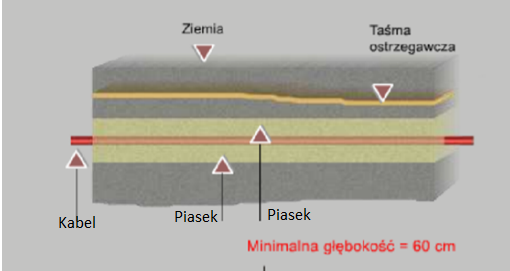 Ziemia
Taśma
ostrzegawcza
Kabel
Piasek
Piasek
Minimalna głębokość = 60 cm